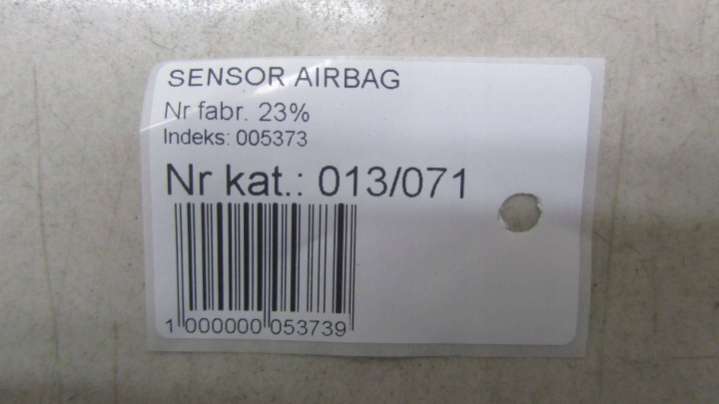 SENSOR AIRBAG
Nr fabr. 23%
Indeks: 005373
Nr kat.: 013/071
1 000000 053739